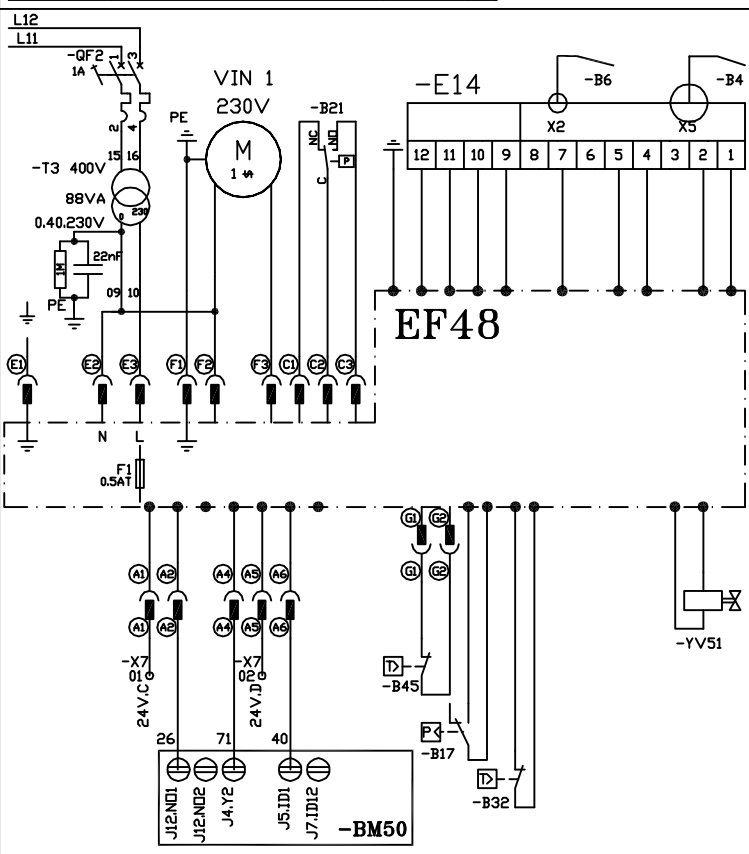 L12
L11
-QF2
1A
1
3
2
4
15
16
-T3 400V
88VA
0.40.230V
0
230
1M
22nF
PE
09
10
VIN 1
230V
PE
M
1
-B21
NC
NO
C
P
-E14
-B6
-B4
X2
X5
12 11 10 9 8 7 6 5 4 3 2 1
EF48
E1 E2 E3 F1 F2 F3 C1 C2 C3
N L
F1
0.5AT
A1 A2 A4 A5 A6
A1 A2 A4 A5 A6
G1 G2
G1 G2
-X7
01
24V.C
-X7
02
24V.D
26
71
40
J12.NO1
J12.NO2
J4.Y2
J5.ID1
J7.ID12
-BM50
T>
-B45
P<
-B17
T>
-B32
-YV51